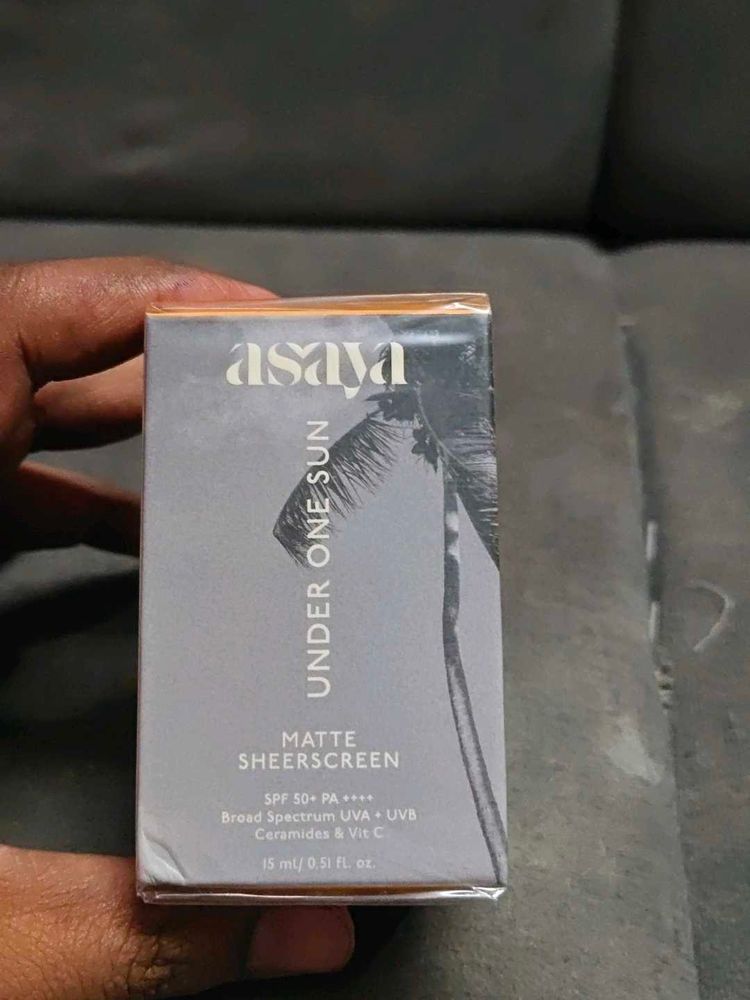 asaya
UNDER ONE SUN
MATTE
SHEERSCREEN
SPF 50+ PA ++++
Broad Spectrum UVA + UVB
Ceramides & Vit C
15 ml/ 0.51 fl. oz.